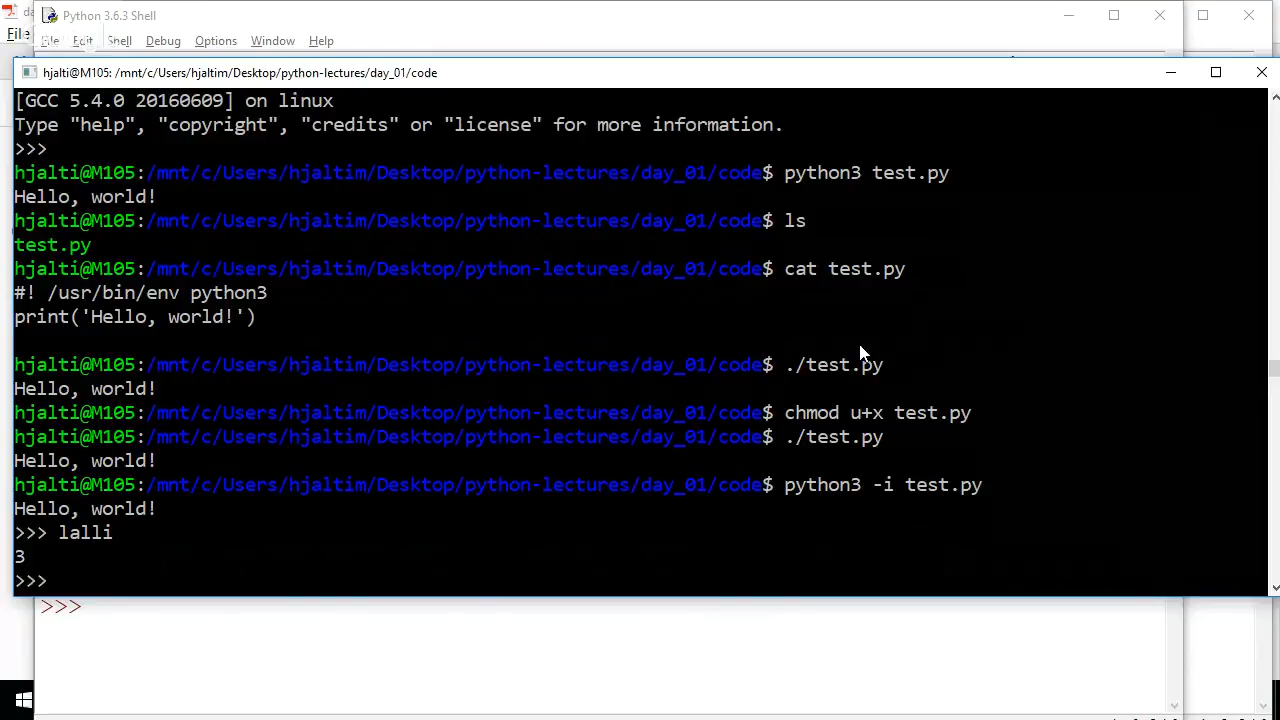 Python 3.6.3 Shell
File
File Edit Shell Debug Options Window Help
hjalti@M105: /mnt/c/Users/hjaltim/Desktop/python-lectures/day_01/code
[GCC 5.4.0 20160609] on linux
Type "help", "copyright", "credits" or "license" for more information.
>>>
hjalti@M105:/mnt/c/Users/hjaltim/Desktop/python-lectures/day_01/code$ python3 test.py
Hello, world!
hjalti@M105:/mnt/c/Users/hjaltim/Desktop/python-lectures/day_01/code$ ls
test.py
hjalti@M105:/mnt/c/Users/hjaltim/Desktop/python-lectures/day_01/code$ cat test.py
#! /usr/bin/env python3
print('Hello, world!')
hjalti@M105:/mnt/c/Users/hjaltim/Desktop/python-lectures/day_01/code$ ./test.py
Hello, world!
hjalti@M105:/mnt/c/Users/hjaltim/Desktop/python-lectures/day_01/code$ chmod u+x test.py
hjalti@M105:/mnt/c/Users/hjaltim/Desktop/python-lectures/day_01/code$ ./test.py
Hello, world!
hjalti@M105:/mnt/c/Users/hjaltim/Desktop/python-lectures/day_01/code$ python3 -i test.py
Hello, world!
>>> lalli
3
>>>
>>>